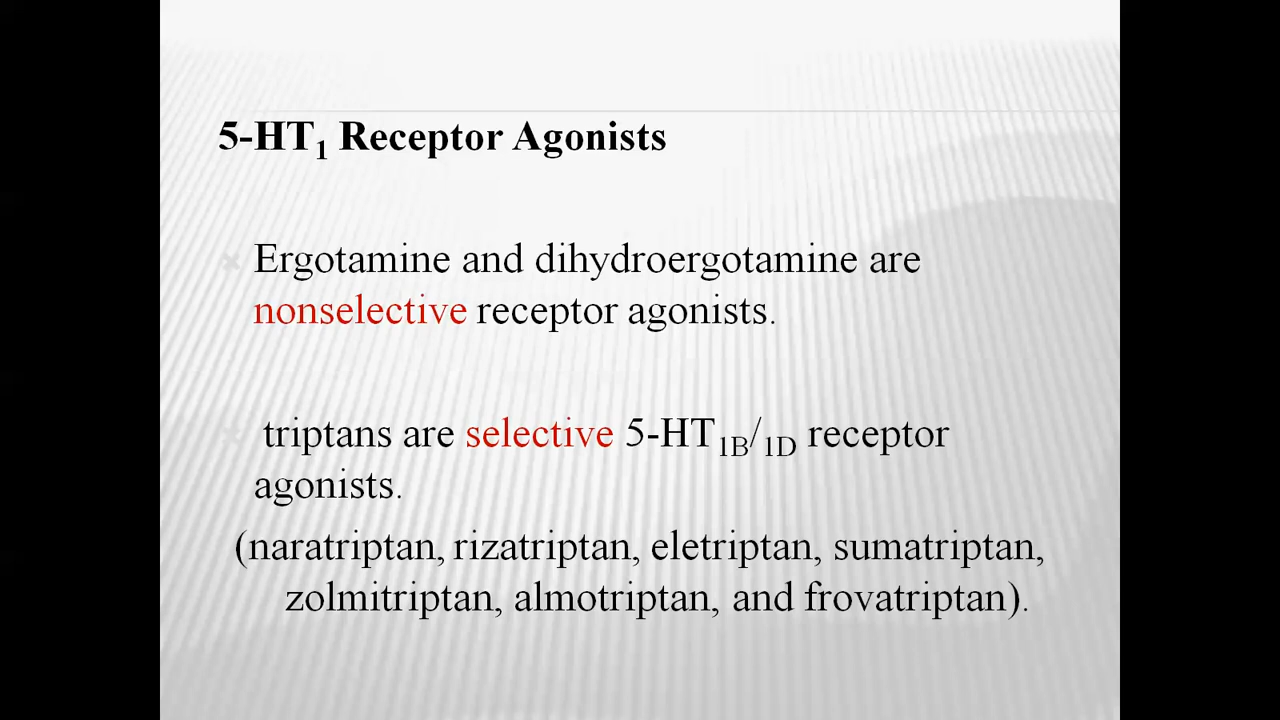 5-HT1 Receptor Agonists
Ergotamine and dihydroergotamine are
nonselective receptor agonists.
triptans are selective 5-HT1B/1D receptor
agonists.
(naratriptan, rizatriptan, eletriptan, sumatriptan,
zolmitriptan, almotriptan, and frovatriptan).